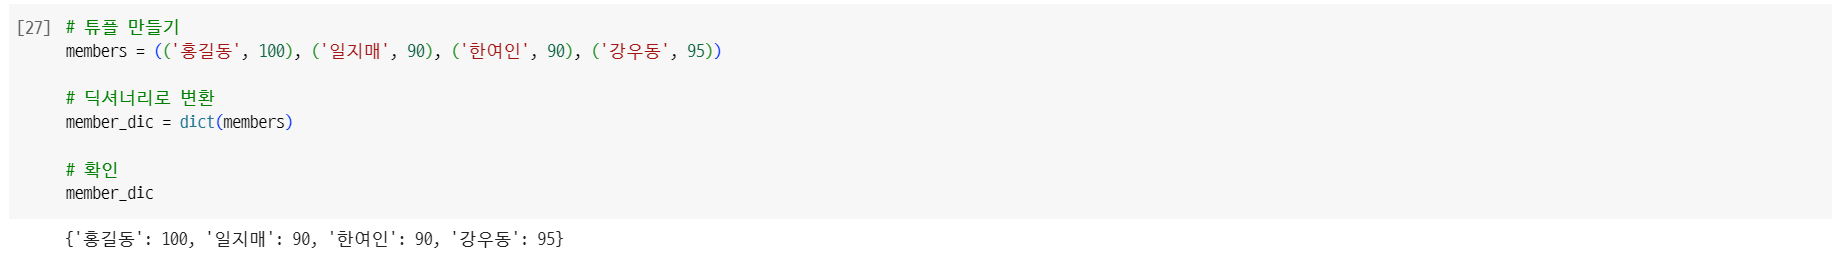 [27] # 튜플 만들기
members = (('홍길동', 100), ('일지매', 90), ('한여인', 90), ('강우동', 95))
# 딕셔너리로 변환
member_dic = dict(members)
# 확인
member_dic
{'홍길동': 100, '일지매': 90, '한여인': 90, '강우동': 95}